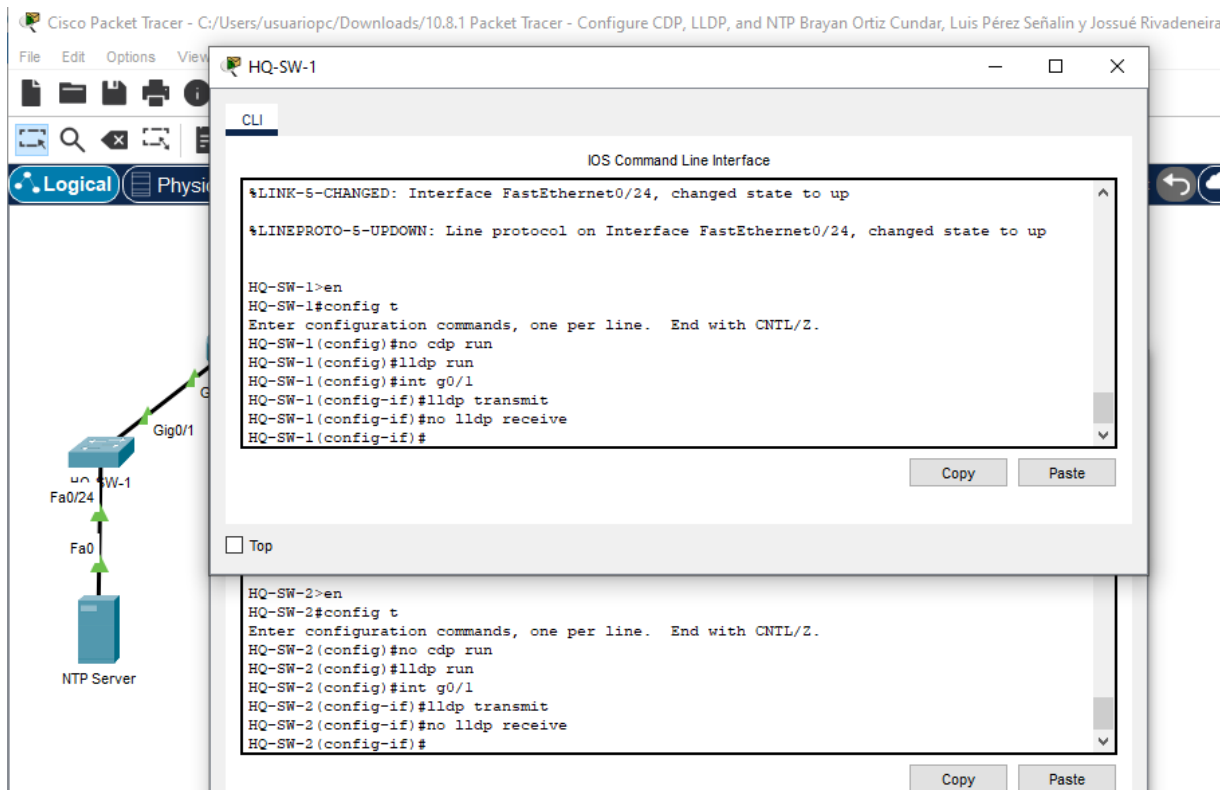 Cisco Packet Tracer - C:/Users/usuariopc/Downloads/10.8.1 Packet Tracer - Configure CDP, LLDP, and NTP Brayan Ortiz Cundar, Luis Pérez Señalin y Jossué Rivadeneira
File Edit Options View
HQ-SW-1
CLI
IOS Command Line Interface
Logical
%LINK-5-CHANGED: Interface FastEthernet0/24, changed state to up
%LINEPROTO-5-UPDOWN: Line protocol on Interface FastEthernet0/24, changed state to up
HQ-SW-1>en
HQ-SW-1#config t
Enter configuration commands, one per line. End with CNTL/Z.
HQ-SW-1(config)#no cdp run
HQ-SW-1(config)#lldp run
HQ-SW-1(config)#int g0/1
HQ-SW-1(config-if)#lldp transmit
HQ-SW-1(config-if)#no lldp receive
HQ-SW-1(config-if)#
Copy Paste
Top
Gig0/1
Fa0/24
Fa0
NTP Server
HQ-SW-2>en
HQ-SW-2#config t
Enter configuration commands, one per line. End with CNTL/Z.
HQ-SW-2(config)#no cdp run
HQ-SW-2(config)#lldp run
HQ-SW-2(config)#int g0/1
HQ-SW-2(config-if)#lldp transmit
HQ-SW-2(config-if)#no lldp receive
HQ-SW-2(config-if)#
Copy Paste